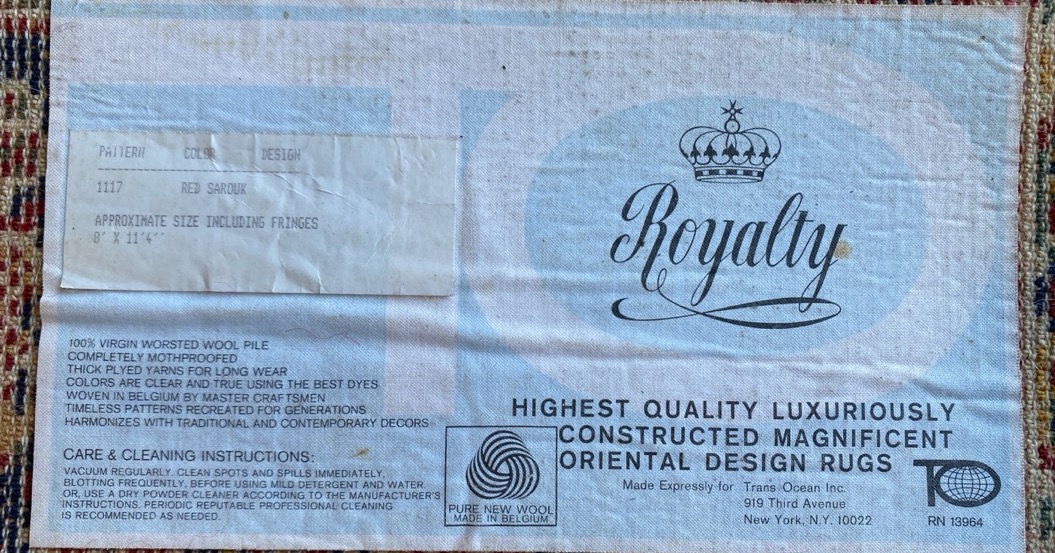 PATTERN COLOR DESIGN
1117 RED SAROUK
APPROXIMATE SIZE INCLUDING FRINGES
8' X 11'4''
Royalty
100% VIRGIN WORSTED WOOL PILE
COMPLETELY MOTHPROOFED
THICK PLYED YARNS FOR LONG WEAR
COLORS ARE CLEAR AND TRUE USING THE BEST DYES
WOVEN IN BELGIUM BY MASTER CRAFTSMEN
TIMELESS PATTERNS RECREATED FOR GENERATIONS
HARMONIZES WITH TRADITIONAL AND CONTEMPORARY DECORS
CARE & CLEANING INSTRUCTIONS:
VACUUM REGULARLY. CLEAN SPOTS AND SPILLS IMMEDIATELY,
BLOTTING FREQUENTLY, BEFORE USING MILD DETERGENT AND WATER
OR, USE A DRY POWDER CLEANER ACCORDING TO THE MANUFACTURER'S
INSTRUCTIONS. PERIODIC REPUTABLE PROFESSIONAL CLEANING
IS RECOMMENDED AS NEEDED.
PURE NEW WOOL
MADE IN BELGIUM
HIGHEST QUALITY LUXURIOUSLY
CONSTRUCTED MAGNIFICENT
ORIENTAL DESIGN RUGS
Made Expressly for Trans-Ocean Inc.
919 Third Avenue
New York, N.Y. 10022
TO
RN 13964